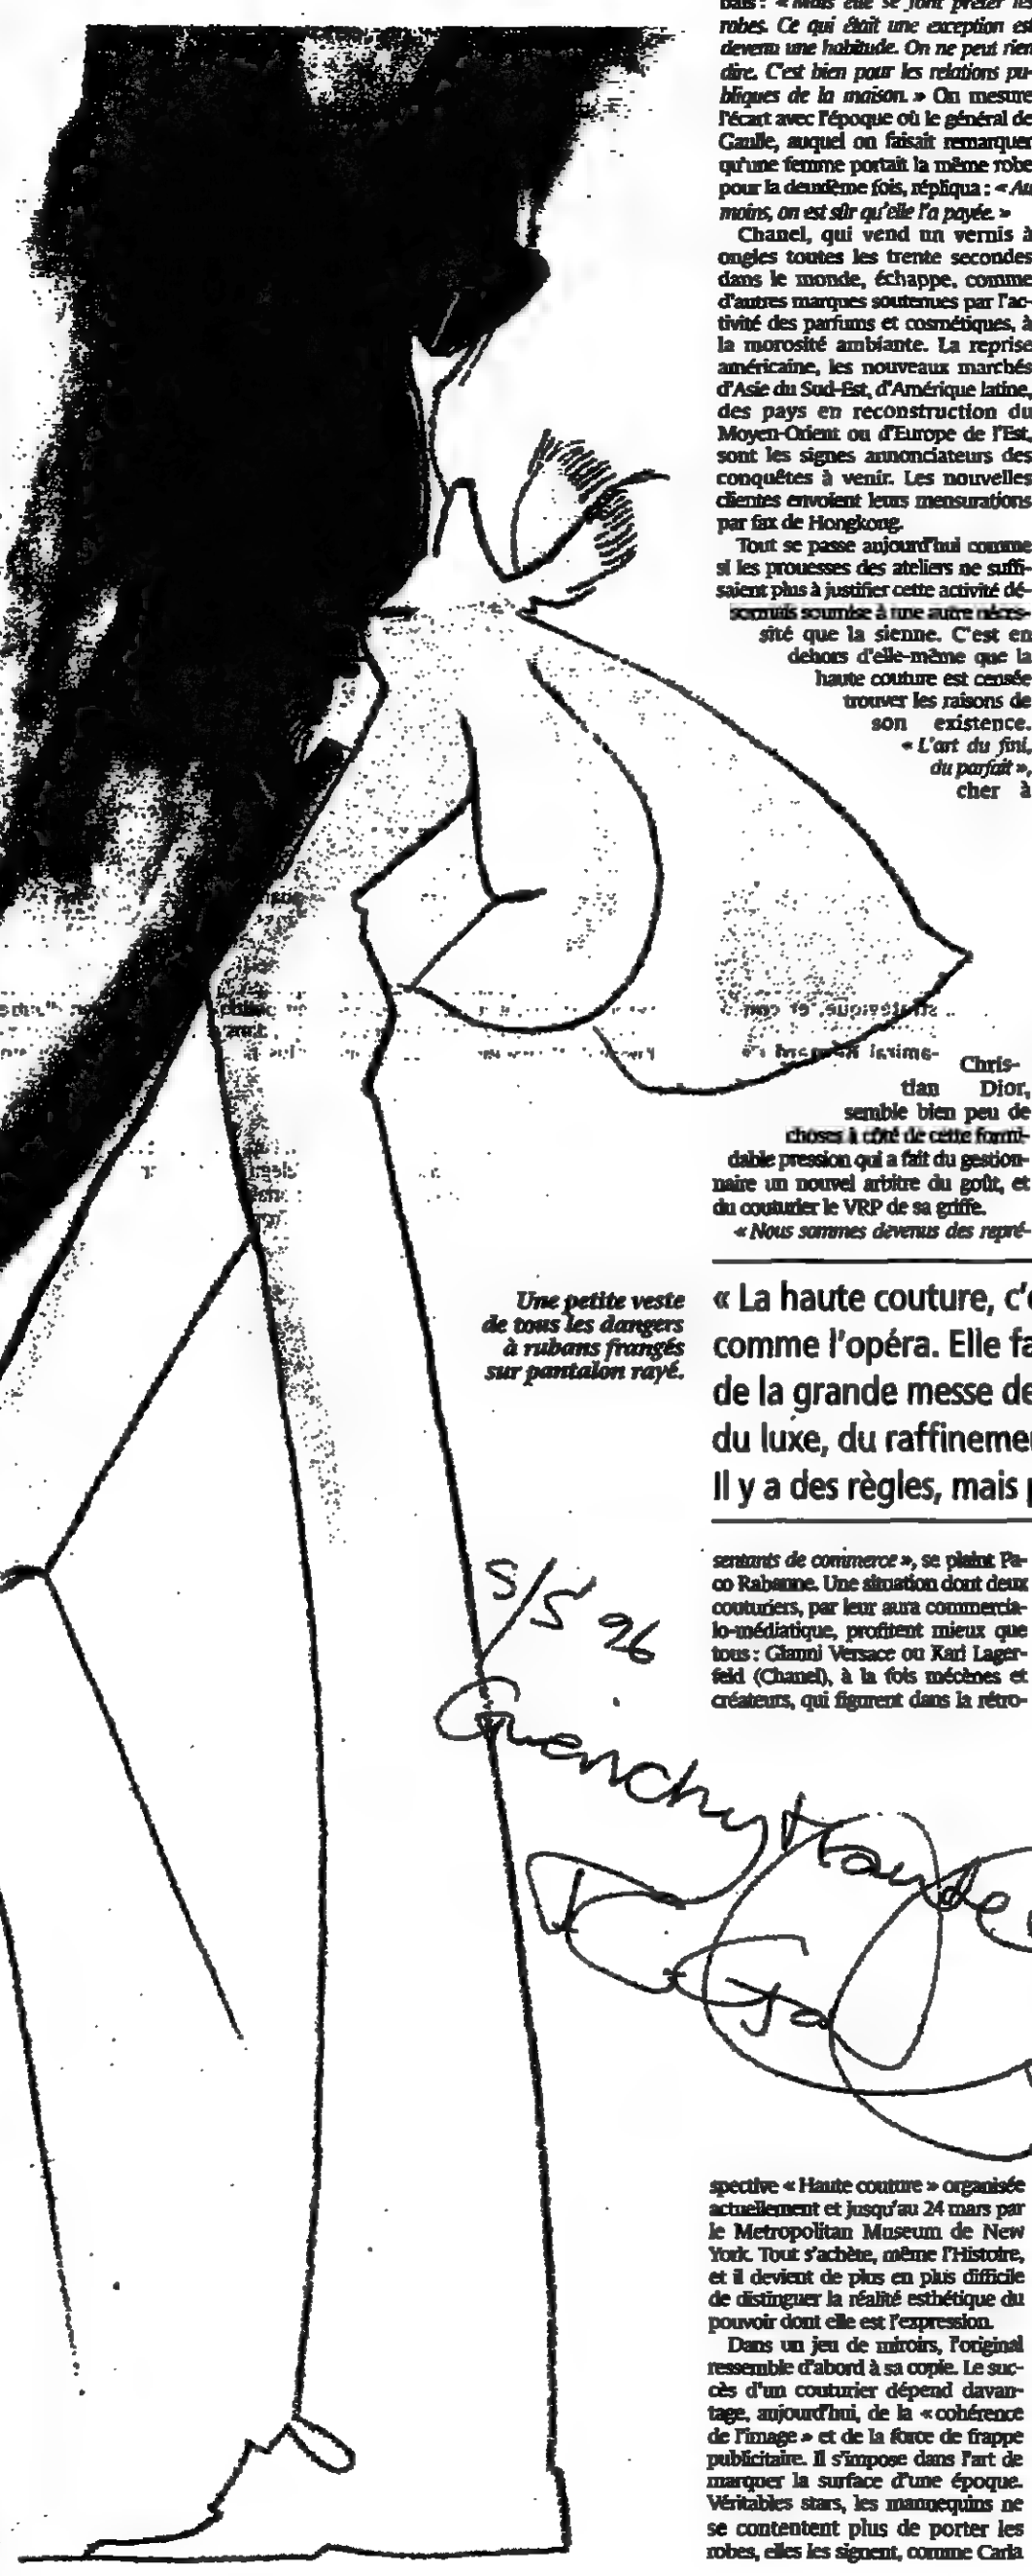 bais : « Mais elle se font prêter les
robes. Ce qui était une exception est
devenu une habitude. On ne peut rien
dire. C'est bien pour les relations pu-
bliques de la maison. » On mesure
l'écart avec l'époque où le général de
Gaulle, auquel on faisait remarquer
qu'une femme portait la même robe
pour la deuxième fois, répliqua : « Au
moins, on est sûr qu'elle l'a payée. »
Chanel, qui vend un vernis à
ongles toutes les trente secondes
dans le monde, échappe, comme
d'autres marques soutenues par l'ac-
tivité des parfums et cosmétiques, à
la morosité ambiante. La reprise
américaine, les nouveaux marchés
d'Asie du Sud-Est, d'Amérique latine,
des pays en reconstruction du
Moyen-Orient ou d'Europe de l'Est,
sont les signes annonciateurs des
conquêtes à venir. Les nouvelles
clientes envoient leurs mensurations
par fax de Hongkong.
Tout se passe aujourd'hui comme
si les prouesses des ateliers ne suffi-
saient plus à justifier cette activité dé-
sormais soumise à une autre néces-
sité que la sienne. C'est en
dehors d'elle-même que la
haute couture est censée
trouver les raisons de
son existence.
« L'art du fini,
du parfait »,
cher à
Chris-
tian Dior,
semble bien peu de
choses à côté de cette formi-
dable pression qui a fait du gestion-
naire un nouvel arbitre du goût, et
du couturier le VRP de sa griffe.
« Nous sommes devenus des repré-
Une petite veste
de tous les dangers
à rubans frangés
sur pantalon rayé.
« La haute couture, c'e
comme l'opéra. Elle fa
de la grande messe de
du luxe, du raffineme
Il y a des règles, mais p
sentants de commerce », se plaint Pa-
co Rabanne. Une situation dont deux
couturiers, par leur aura commercia-
lo-médiatique, profitent mieux que
tous : Gianni Versace ou Karl Lager-
feld (Chanel), à la fois mécènes et
créateurs, qui figurent dans la rétro-
S/S 96
spective « Haute couture » organisée
actuellement et jusqu'au 24 mars par
le Metropolitan Museum de New
York. Tout s'achète, même l'Histoire,
et il devient de plus en plus difficile
de distinguer la réalité esthétique du
pouvoir dont elle est l'expression.
Dans un jeu de miroirs, l'original
ressemble d'abord à sa copie. Le suc-
cès d'un couturier dépend davan-
tage, aujourd'hui, de la « cohérence
de l'image » et de la force de frappe
publicitaire. Il s'impose dans l'art de
marquer la surface d'une époque.
Véritables stars, les mannequins ne
se contentent plus de porter les
robes, elles les signent, comme Carla